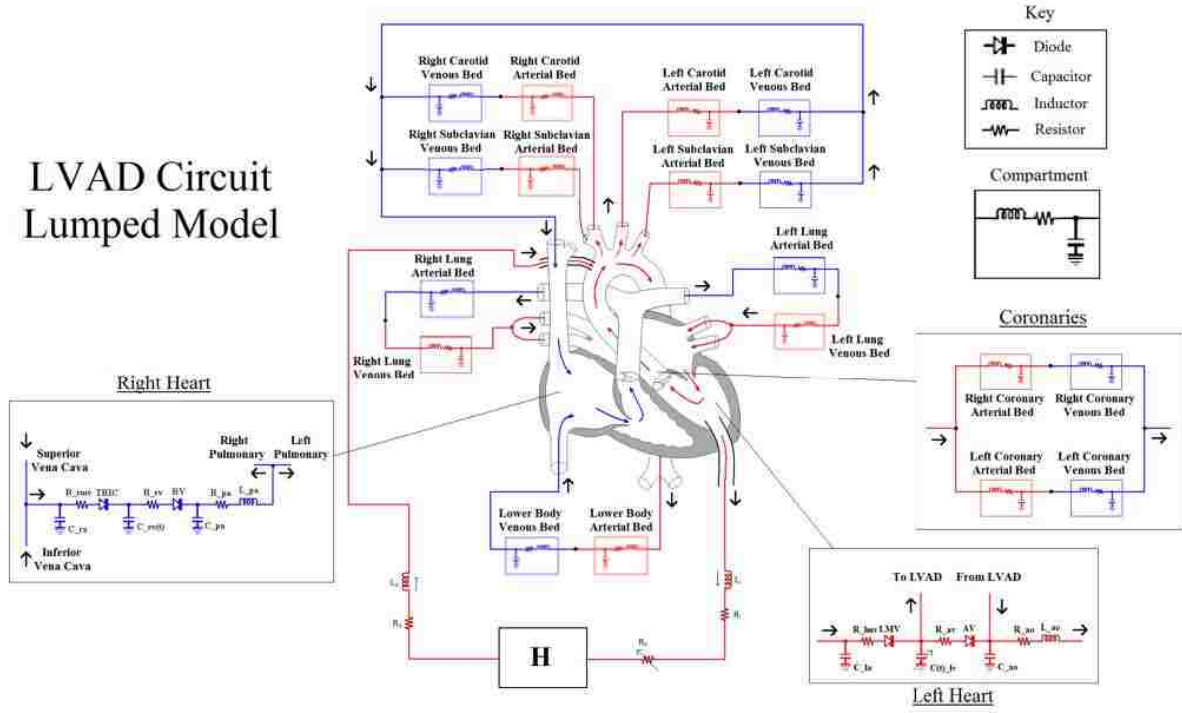 LVAD Circuit
Lumped Model
Key
Diode
Capacitor
Inductor
Resistor
Compartment
Right Carotid
Venous Bed
Right Carotid
Arterial Bed
Left Carotid
Arterial Bed
Left Carotid
Venous Bed
Right Subclavian
Venous Bed
Right Subclavian
Arterial Bed
Left Subclavian
Arterial Bed
Left Subclavian
Venous Bed
Right Lung
Arterial Bed
Left Lung
Arterial Bed
Right Lung
Venous Bed
Left Lung
Venous Bed
Coronaries
Right Coronary
Arterial Bed
Right Coronary
Venous Bed
Left Coronary
Arterial Bed
Left Coronary
Venous Bed
Right Heart
Superior
Vena Cava
Right
Pulmonary
Left
Pulmonary
TRIC
R_rv
R_pa
L_pa
C_ra
C_rv(t)
C_pa
Inferior
Vena Cava
Lower Body
Venous Bed
Lower Body
Arterial Bed
H
To LVAD
From LVAD
LMV
R_av
AV
R_ao
L_ao
C_la
C(t)_lv
C_ao
Left Heart